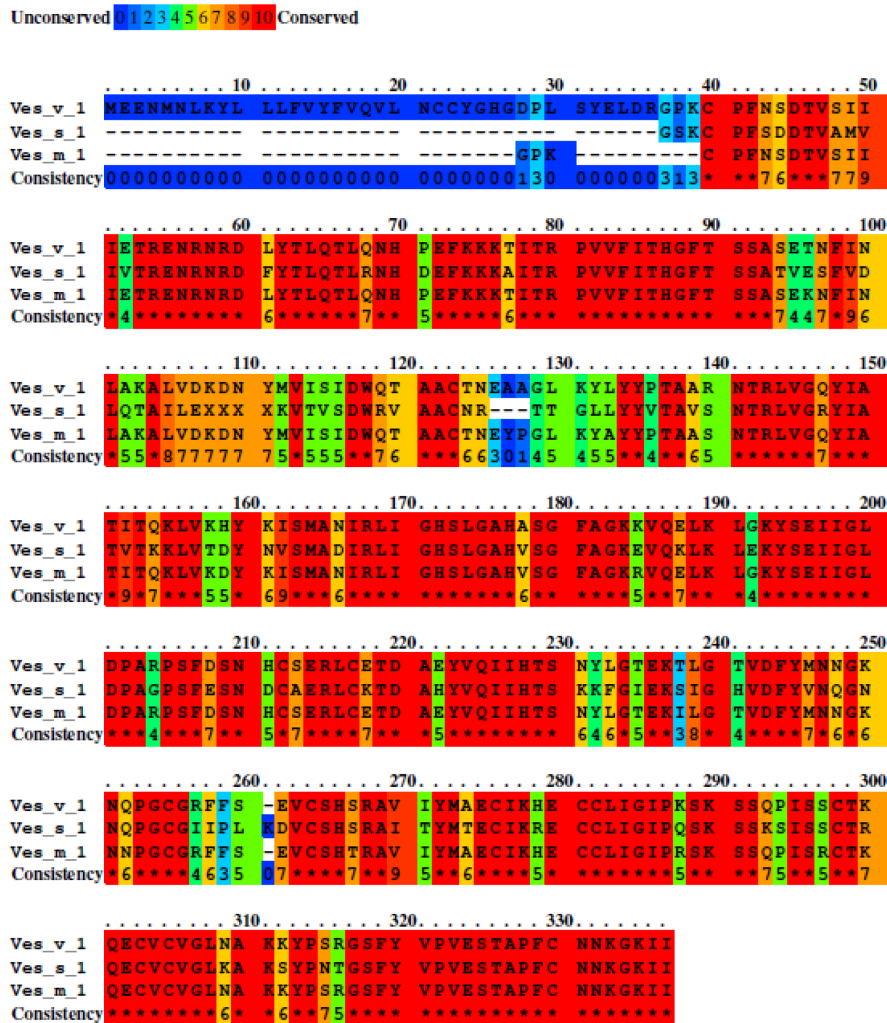 Unconserved 0 1 2 3 4 5 6 7 8 9 10 Conserved
. . . . . . . . . 10 . . . . . . . . . 20 . . . . . . . . . 30 . . . . . . . . . 40 . . . . . . . . . 50
Ves_v_1 MEENMNLKYL LLFVYFVQVL NCCYGHGDPL SYELDRGPKC PFNSDTVSII
Ves_s_1 ---------- ---------- ---------- ------GSKC PFSDDTVAMV
Ves_m_1 ---------- ---------- -------GPK ---------C PFNSDTVSII
Consistency 0000000000 0000000000 0000000130 000000313* **76***779
. . . . . . . . . 60 . . . . . . . . . 70 . . . . . . . . . 80 . . . . . . . . . 90 . . . . . . . . . 100
Ves_v_1 IETRENRNRD LYTLQTLQNH PEFKKKTITR PVVFITHGFT SSASETNFIN
Ves_s_1 IVTRENRNRD FYTLQTLRNH DEFKKKAITR PVVFITHGFT SSATVESFVD
Ves_m_1 IETRENRNRD LYTLQTLQNH PEFKKKTITR PVVFITHGFT SSASEKNFIN
Consistency *4******** 6******7** 5*****6*** ********** ***7447*96
. . . . . . . . . 110 . . . . . . . . . 120 . . . . . . . . . 130 . . . . . . . . . 140 . . . . . . . . . 150
Ves_v_1 LAKALVDKDN YMVISIDWQT AACTNEAAGL KYLYYPTAAR NTRLVGQYIA
Ves_s_1 LQTAILEXXX XKVTVSDWRV AACNR---TT GLLYYVTAVS NTRLVGRYIA
Ves_m_1 LAKALVDKDN YMVISIDWQT AACTNEYPGL KYAYYPTAAS NTRLVGQYIA
Consistency *55*877777 75*555**76 ***6630145 455**4**65 ******7***
. . . . . . . . . 160 . . . . . . . . . 170 . . . . . . . . . 180 . . . . . . . . . 190 . . . . . . . . . 200
Ves_v_1 TITQKLVKHY KISMANIRLI GHSLGAHASG FAGKKVQELK LGKYSEIIGL
Ves_s_1 TVTKKLVTDY NVSMADIRLI GHSLGAHVSG FAGKEVQKLK LEKYSEIIGL
Ves_m_1 TITQKLVKDY KISMANIRLI GHSLGAHVSG FAGKRVQELK LGKYSEIIGL
Consistency *9*7***55* 69***6**** *******6** ****5**7** *4********
. . . . . . . . . 210 . . . . . . . . . 220 . . . . . . . . . 230 . . . . . . . . . 240 . . . . . . . . . 250
Ves_v_1 DPARPSFDSN HCSERLCETD AEYVQIIHTS NYLGTEKTLG TVDFYMNNGK
Ves_s_1 DPAGPSFESN DCAERLCKTD AHYVQIIHTS KKFGIEKSIG HVDFYVNQGN
Ves_m_1 DPARPSFDSN HCSERLCETD AEYVQIIHTS NYLGTEKILG TVDFYMNNGK
Consistency ***4***7** 5*7****7** *5******** 646*5**38* 4****7*6*6
. . . . . . . . . 260 . . . . . . . . . 270 . . . . . . . . . 280 . . . . . . . . . 290 . . . . . . . . . 300
Ves_v_1 NQPGCGRFFS -EVCSHSRAV IYMAECIKHE CCLIGIPKSK SSQPISSCTK
Ves_s_1 NQPGCGIIPL KDVCSHSRAI TYMTECIKRE CCLIGIPQSK SSKSISSCTR
Ves_m_1 NNPGCGRFFS -EVCSHTRAV IYMAECIKHE CCLIGIPRSK SSQPISRCTK
Consistency *6****4635 07****7**9 5**6****5* *******5** **75**5**7
. . . . . . . . . 310 . . . . . . . . . 320 . . . . . . . . . 330 . . . . . . .
Ves_v_1 QECVCVGLNA KKYPSRGSFY VPVESTAPFC NNKGKII
Ves_s_1 QECVCVGLKA KSYPNTGSFY VPVESTAPFC NNKGKII
Ves_m_1 QECVCVGLNA KKYPSRGSFY VPVESTAPFC NNKGKII
Consistency ********6* *6**75**** ********** *******